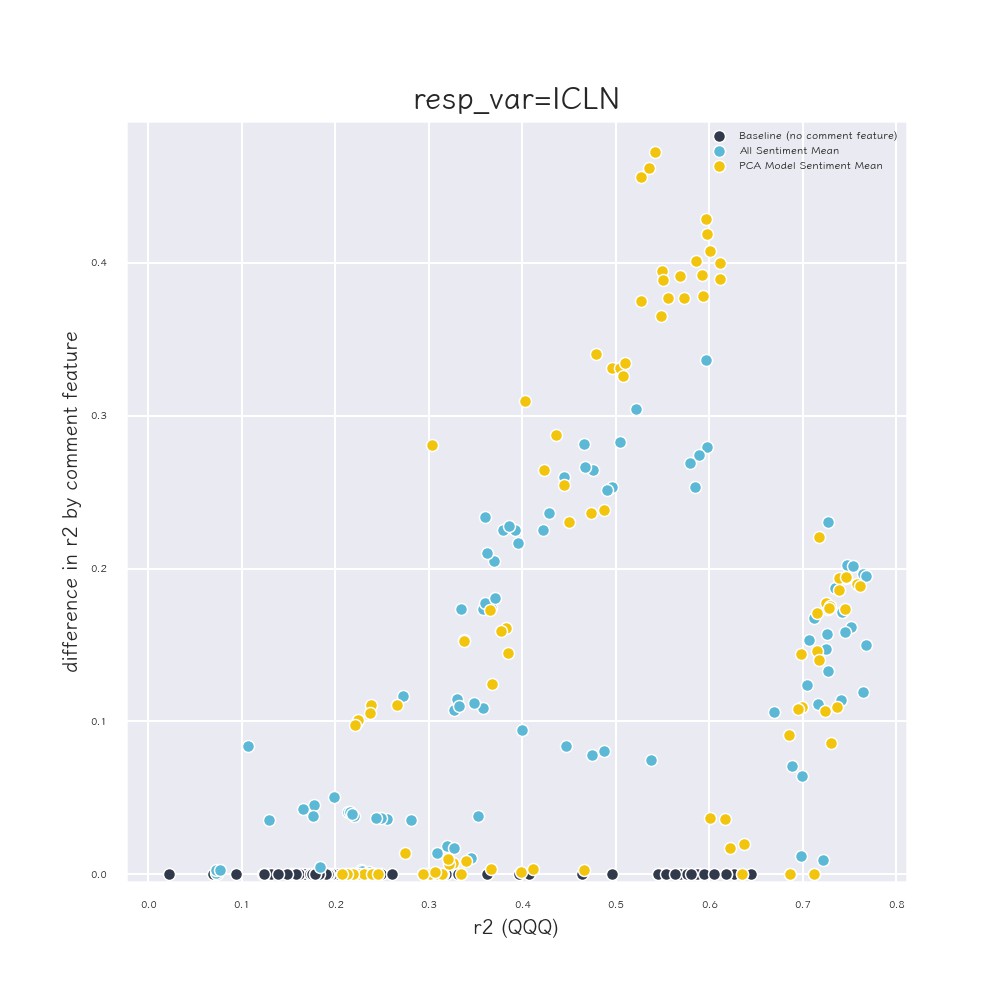 resp_var=ICLN
Baseline (no comment feature)
All Sentiment Mean
PCA Model Sentiment Mean
difference in r2 by comment feature
0.4
0.3
0.2
0.1
0.0
0.0 0.1 0.2 0.3 0.4 0.5 0.6 0.7 0.8
r2 (QQQ)